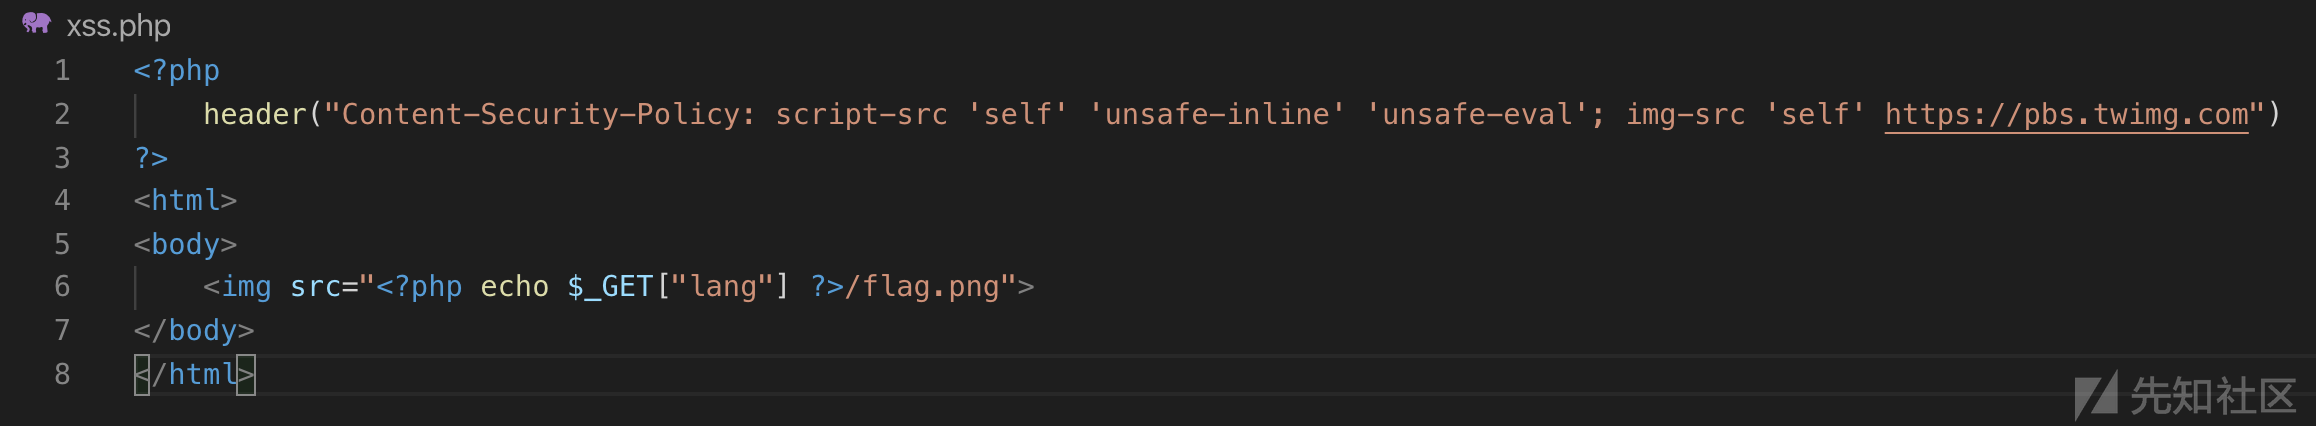 xss.php
1 <?php
2 header("Content-Security-Policy: script-src 'self' 'unsafe-inline' 'unsafe-eval'; img-src 'self' https://pbs.twimg.com")
3 ?>
4 <html>
5 <body>
6 <img src="<?php echo $_GET["lang"] ?>/flag.png">
7 </body>
8 </html>
先知社区